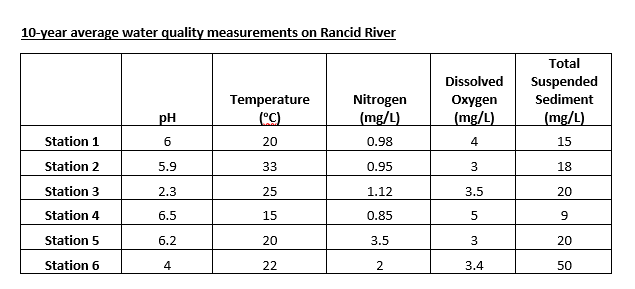 10-year average water quality measurements on Rancid River
pH Temperature (°C) Nitrogen (mg/L) Dissolved Oxygen (mg/L) Total Suspended Sediment (mg/L)
Station 1 6 20 0.98 4 15
Station 2 5.9 33 0.95 3 18
Station 3 2.3 25 1.12 3.5 20
Station 4 6.5 15 0.85 5 9
Station 5 6.2 20 3.5 3 20
Station 6 4 22 2 3.4 50